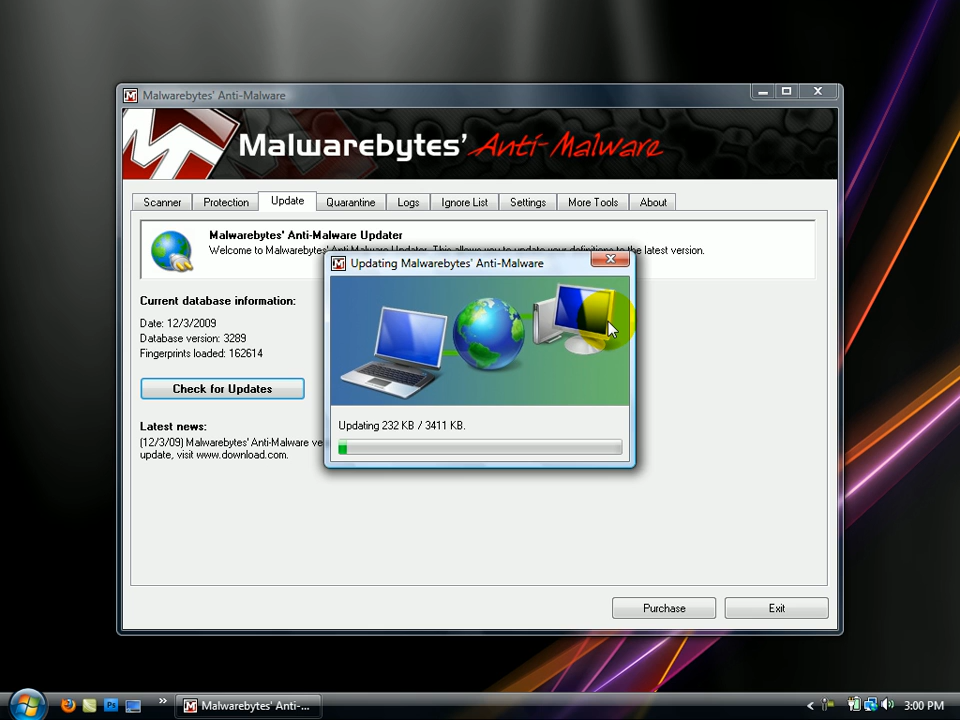 Malwarebytes' Anti-Malware
Malwarebytes' Anti-Malware
Scanner Protection Update Quarantine Logs Ignore List Settings More Tools About
Malwarebytes' Anti-Malware Updater
Welcome to Malwarebytes' Anti-Malware Updater. This allows you to update your definitions to the latest version.
Updating Malwarebytes' Anti-Malware
Current database information:
Date: 12/3/2009
Database version: 3289
Fingerprints loaded: 162614
Check for Updates
Updating 232 KB / 3411 KB.
Latest news:
(12/3/09) Malwarebytes' Anti-Malware
update, visit www.download.com.
Purchase Exit
Ps
Malwarebytes' Anti-...
3:00 PM